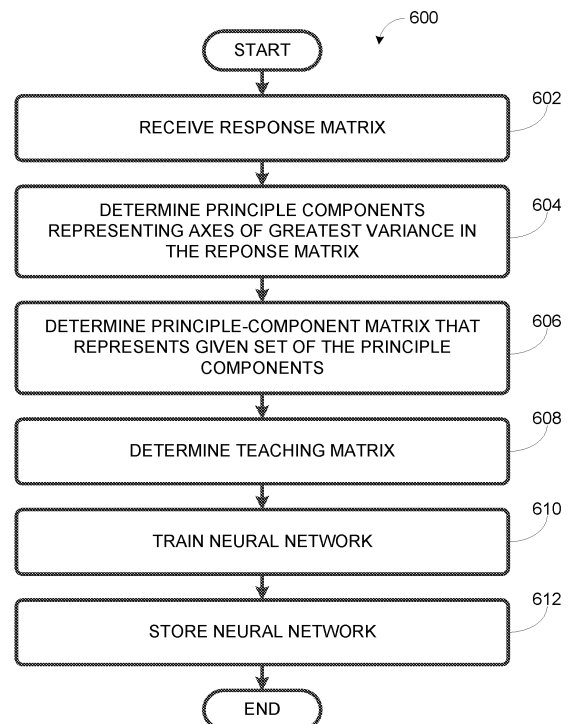 600
START
602
RECEIVE RESPONSE MATRIX
604
DETERMINE PRINCIPLE COMPONENTS
REPRESENTING AXES OF GREATEST VARIANCE IN
THE REPONSE MATRIX
606
DETERMINE PRINCIPLE-COMPONENT MATRIX THAT
REPRESENTS GIVEN SET OF THE PRINCIPLE
COMPONENTS
608
DETERMINE TEACHING MATRIX
610
TRAIN NEURAL NETWORK
612
STORE NEURAL NETWORK
END